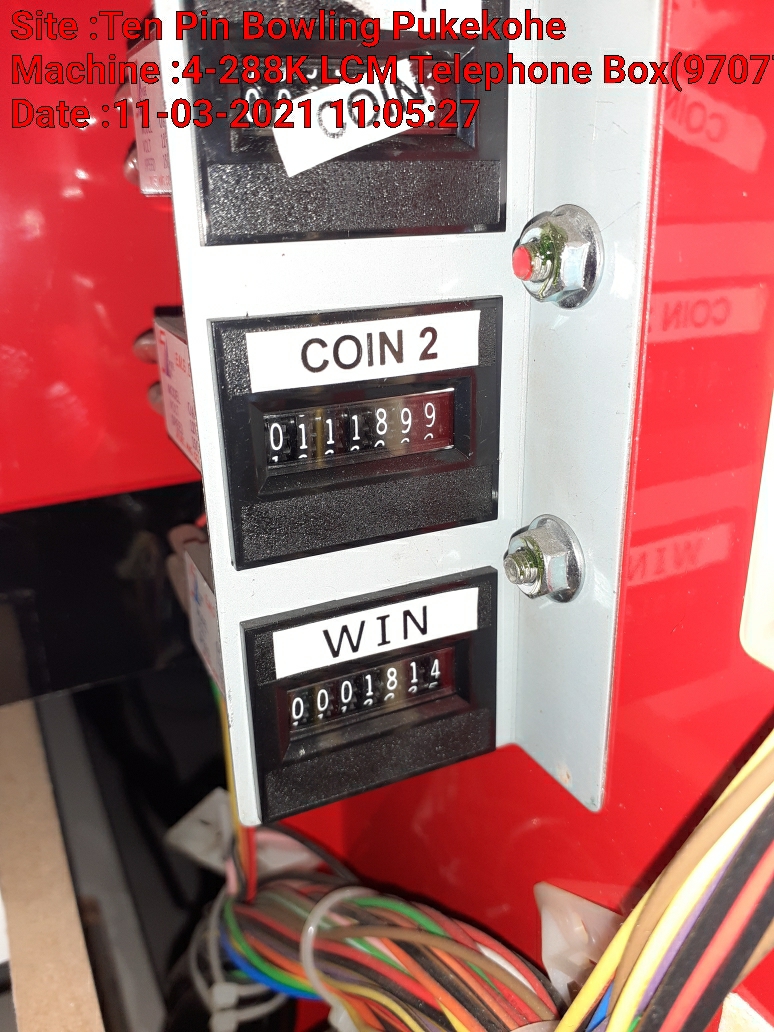 Site :Ten Pin Bowling Pukekohe
Machine :4-288K LCM Telephone Box(9707
Date :11-03-2021 11:05:27
COIN
COIN 2
0111899
WIN
0001814